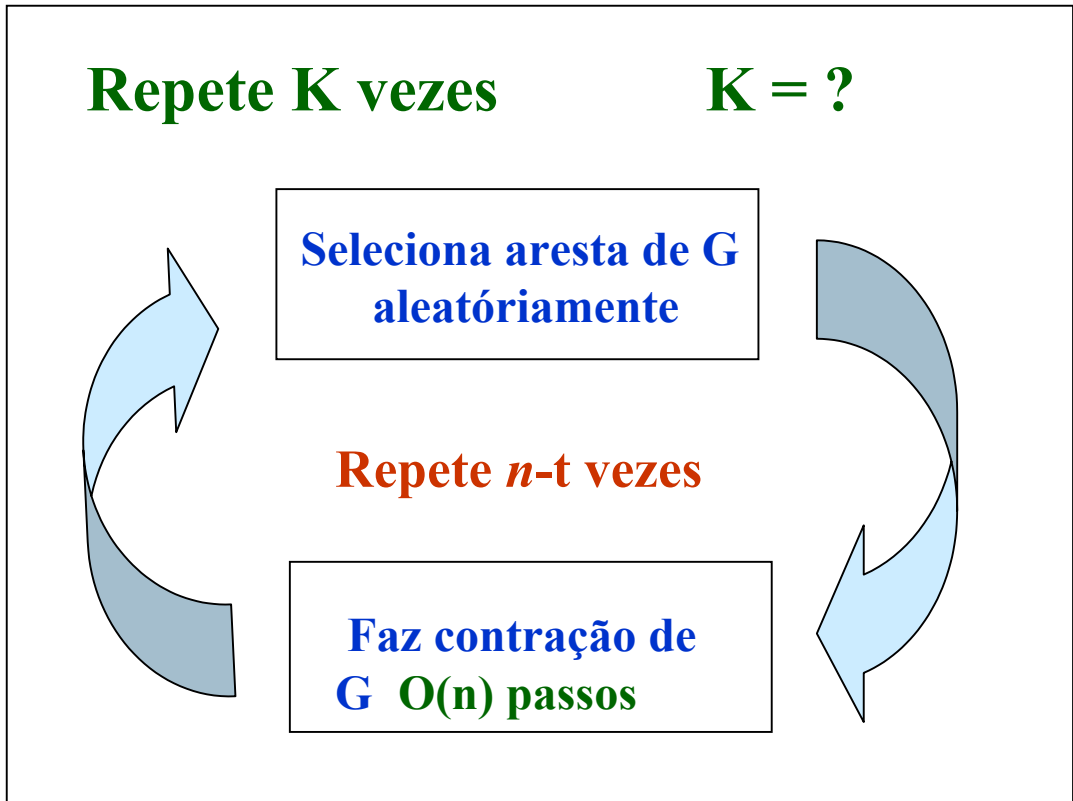 Repete K vezes K = ?
Seleciona aresta de G
aleatóriamente
Repete n-t vezes
Faz contração de
G O(n) passos